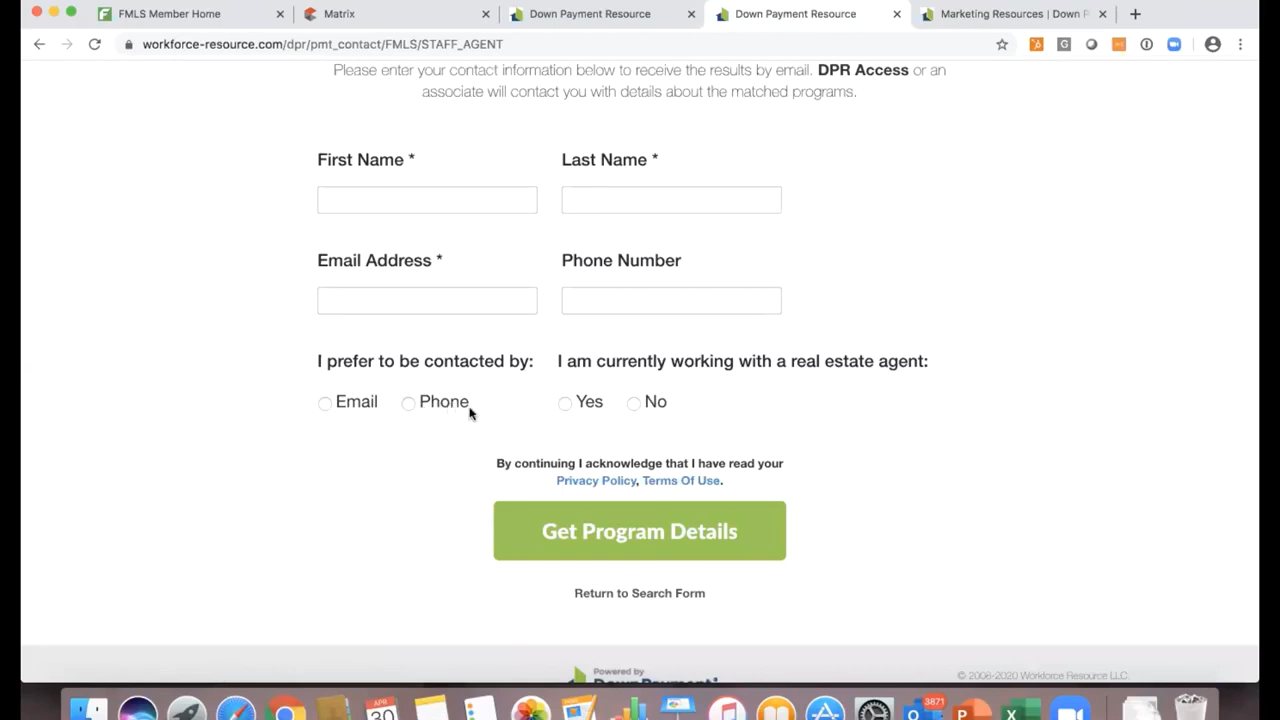 FMLS Member Home
Matrix
Down Payment Resource
Down Payment Resource
Marketing Resources | Down P
workforce-resource.com/dpr/pmt_contact/FMLS/STAFF_AGENT
Please enter your contact information below to receive the results by email. DPR Access or an
associate will contact you with details about the matched programs.
First Name *
Last Name *
Email Address *
Phone Number
I prefer to be contacted by:
I am currently working with a real estate agent:
Email
Phone
Yes
No
By continuing I acknowledge that I have read your
Privacy Policy, Terms Of Use.
Get Program Details
Return to Search Form
Powered by
DownPayment
© 2006-2020 Workforce Resource LLC.
APR
30
3871